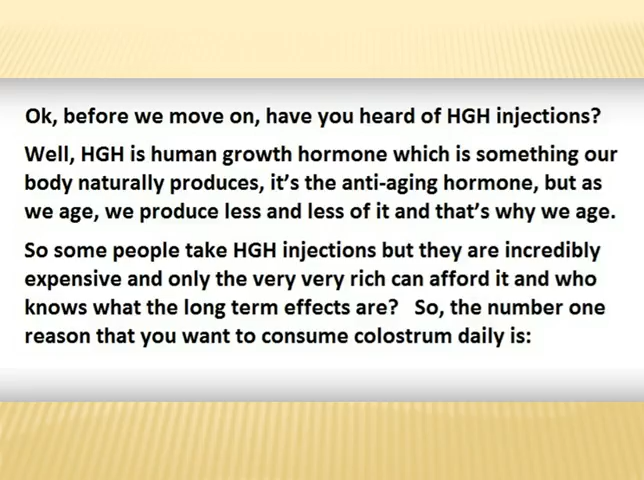 Ok, before we move on, have you heard of HGH injections?
Well, HGH is human growth hormone which is something our
body naturally produces, it's the anti-aging hormone, but as
we age, we produce less and less of it and that's why we age.
So some people take HGH injections but they are incredibly
expensive and only the very very rich can afford it and who
knows what the long term effects are?   So, the number one
reason that you want to consume colostrum daily is: